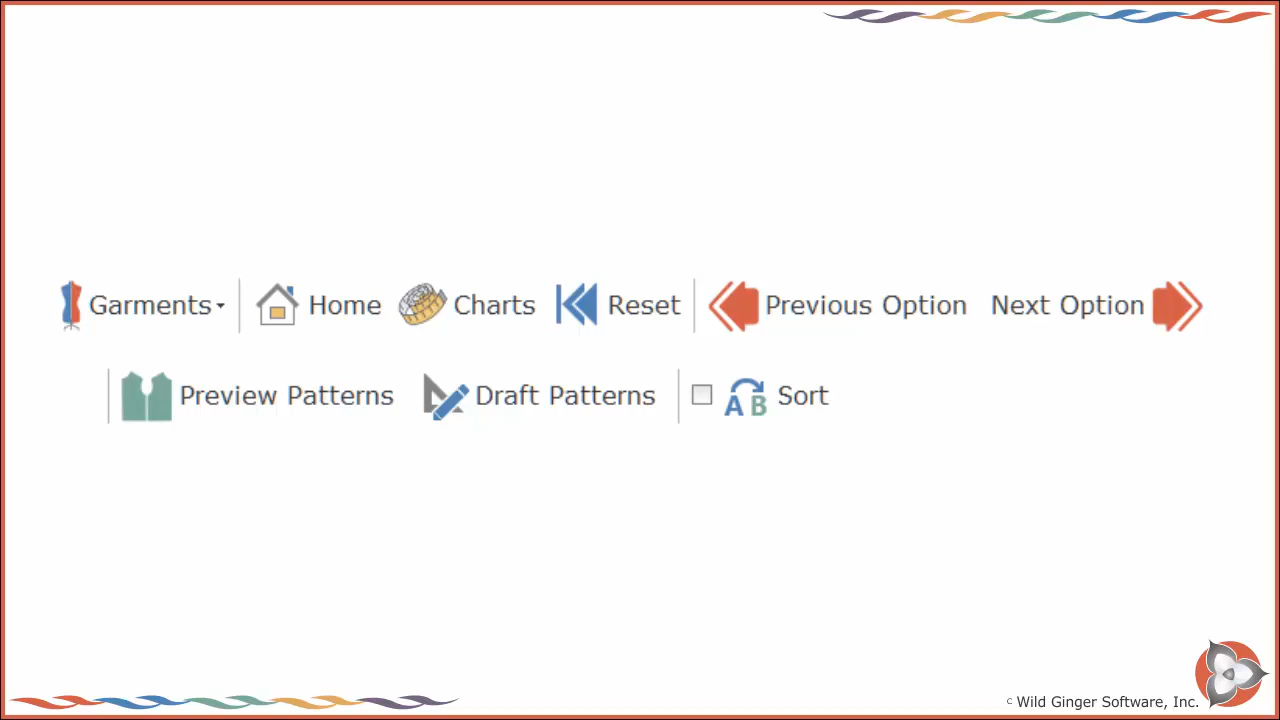 Garments Home Charts Reset Previous Option Next Option
Preview Patterns Draft Patterns A B Sort
c Wild Ginger Software, Inc.